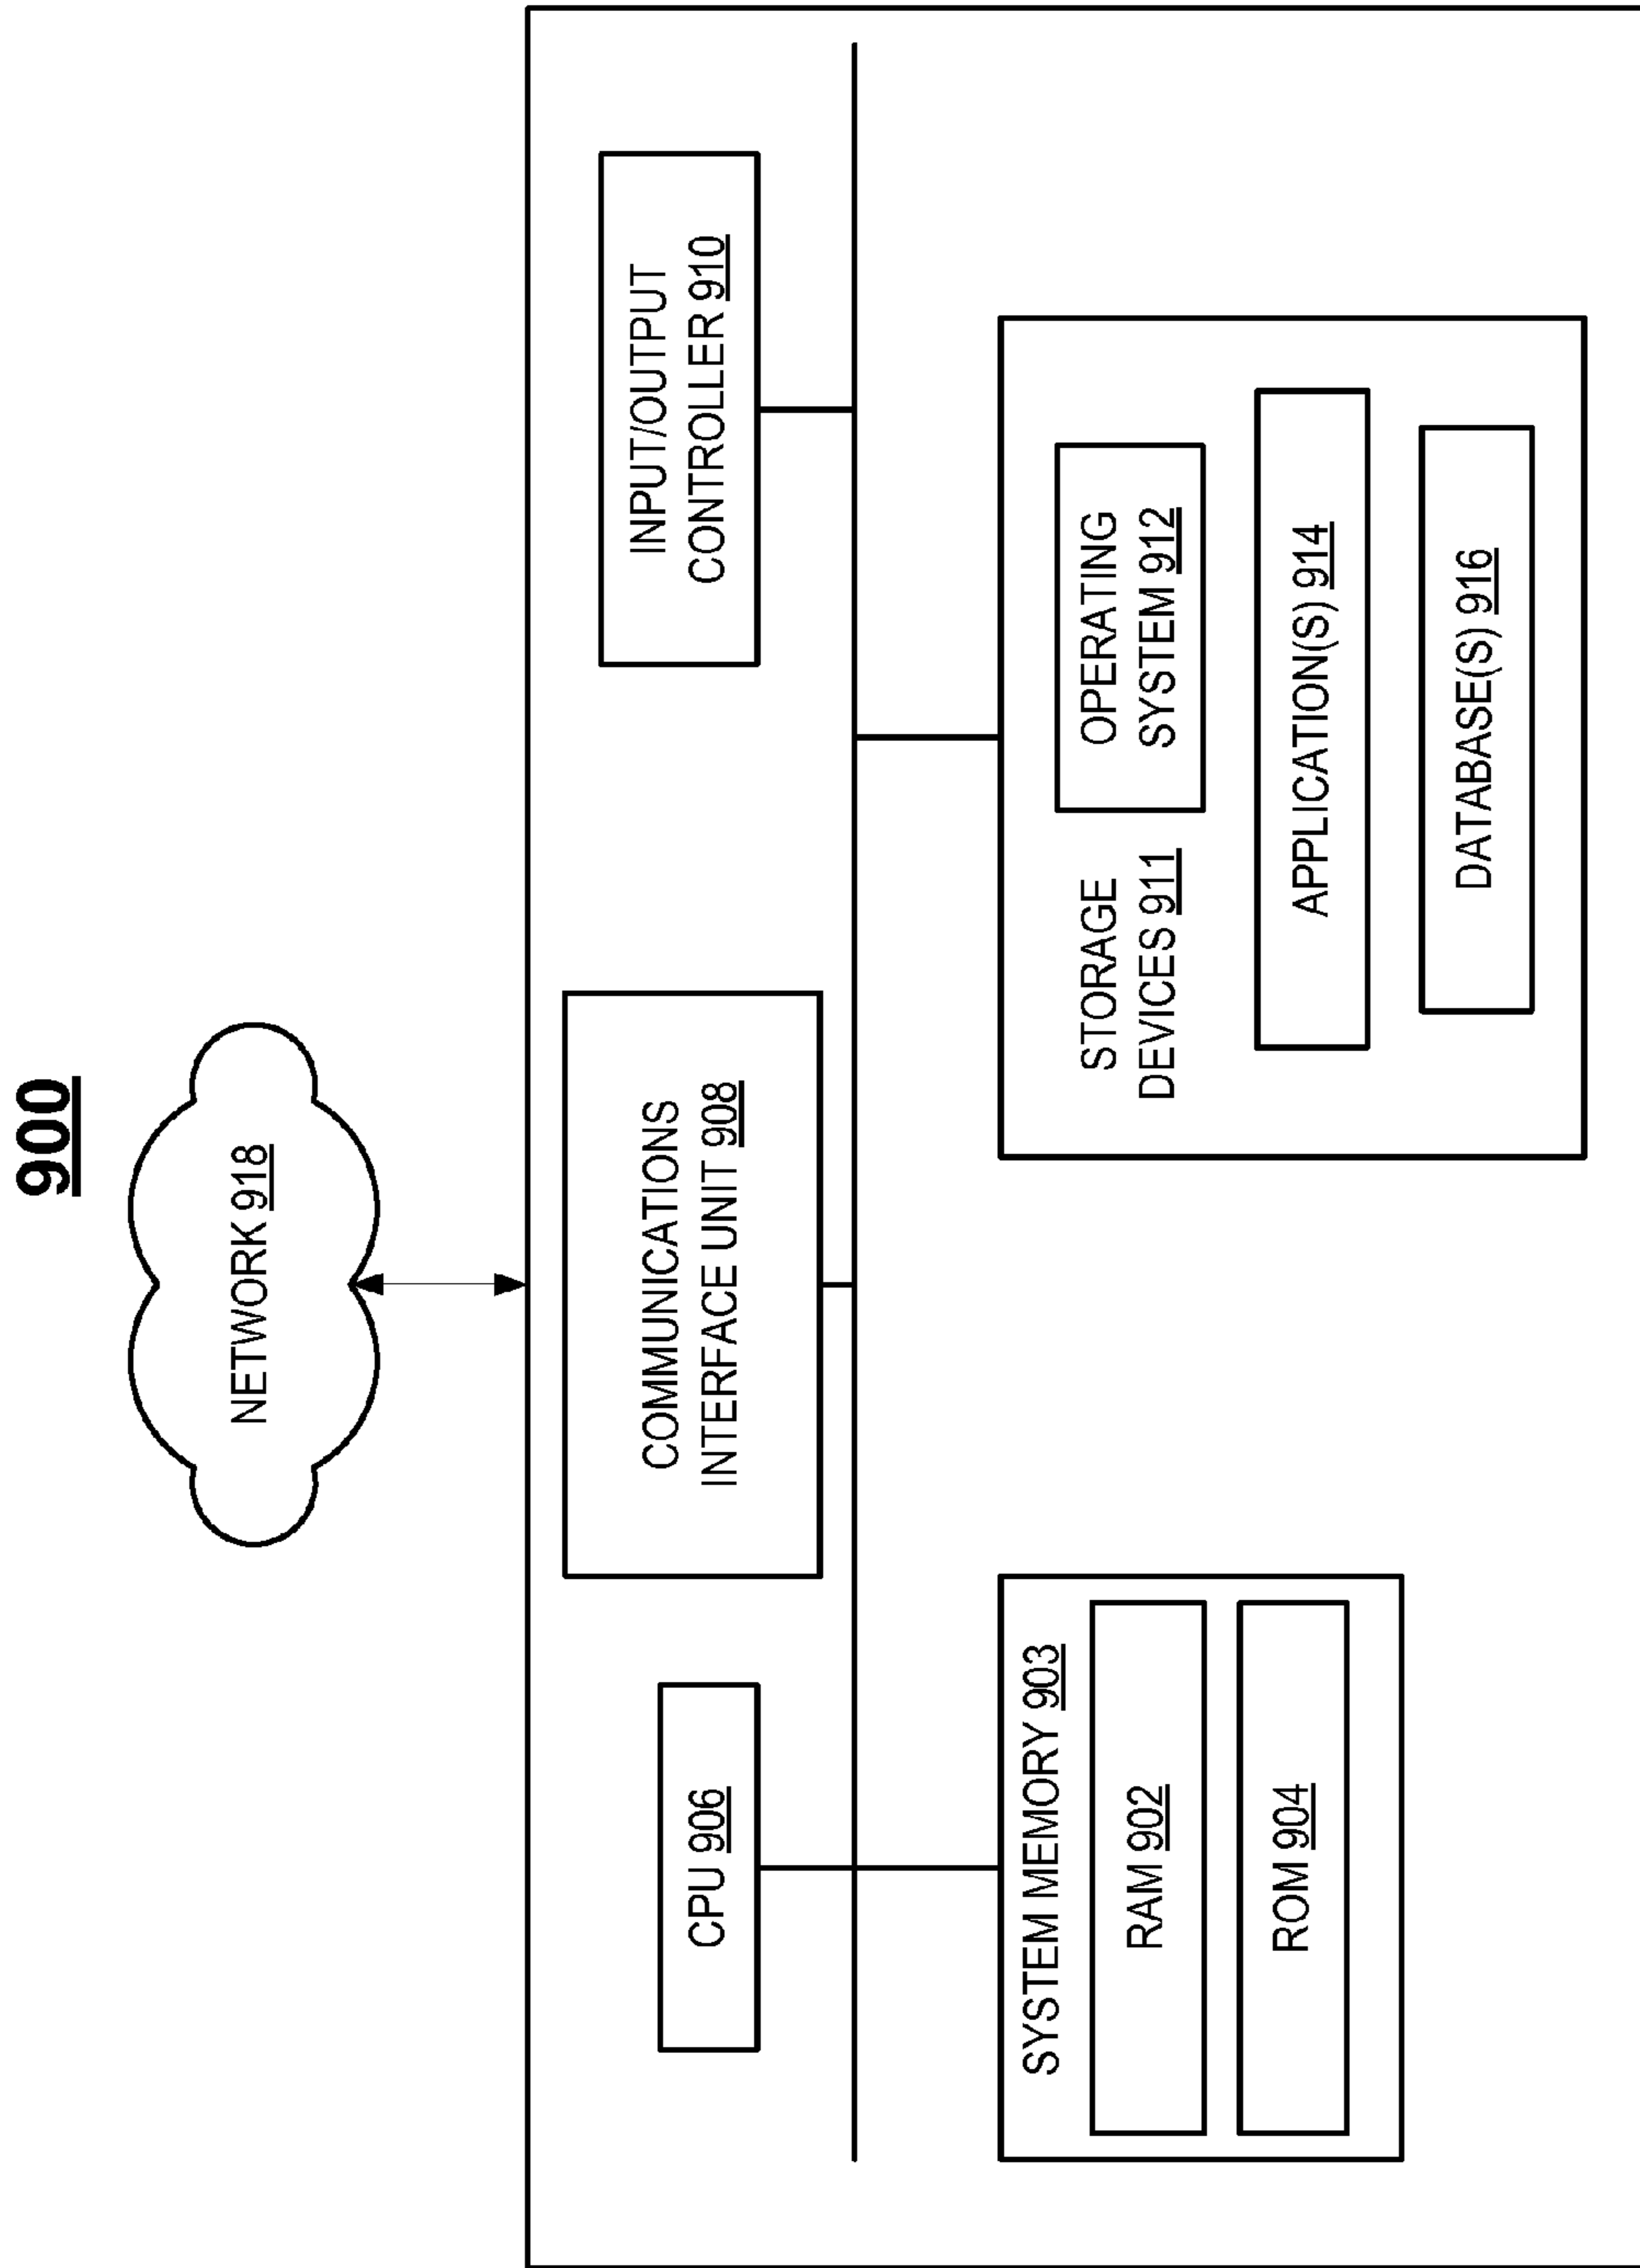 900
NETWORK 918
CPU 906
COMMUNICATIONS
INTERFACE UNIT 908
INPUT/OUTPUT
CONTROLLER 910
SYSTEM MEMORY 903
RAM 902
ROM 904
STORAGE
DEVICES 911
OPERATING
SYSTEM 912
APPLICATION(S) 914
DATABASE(S) 916